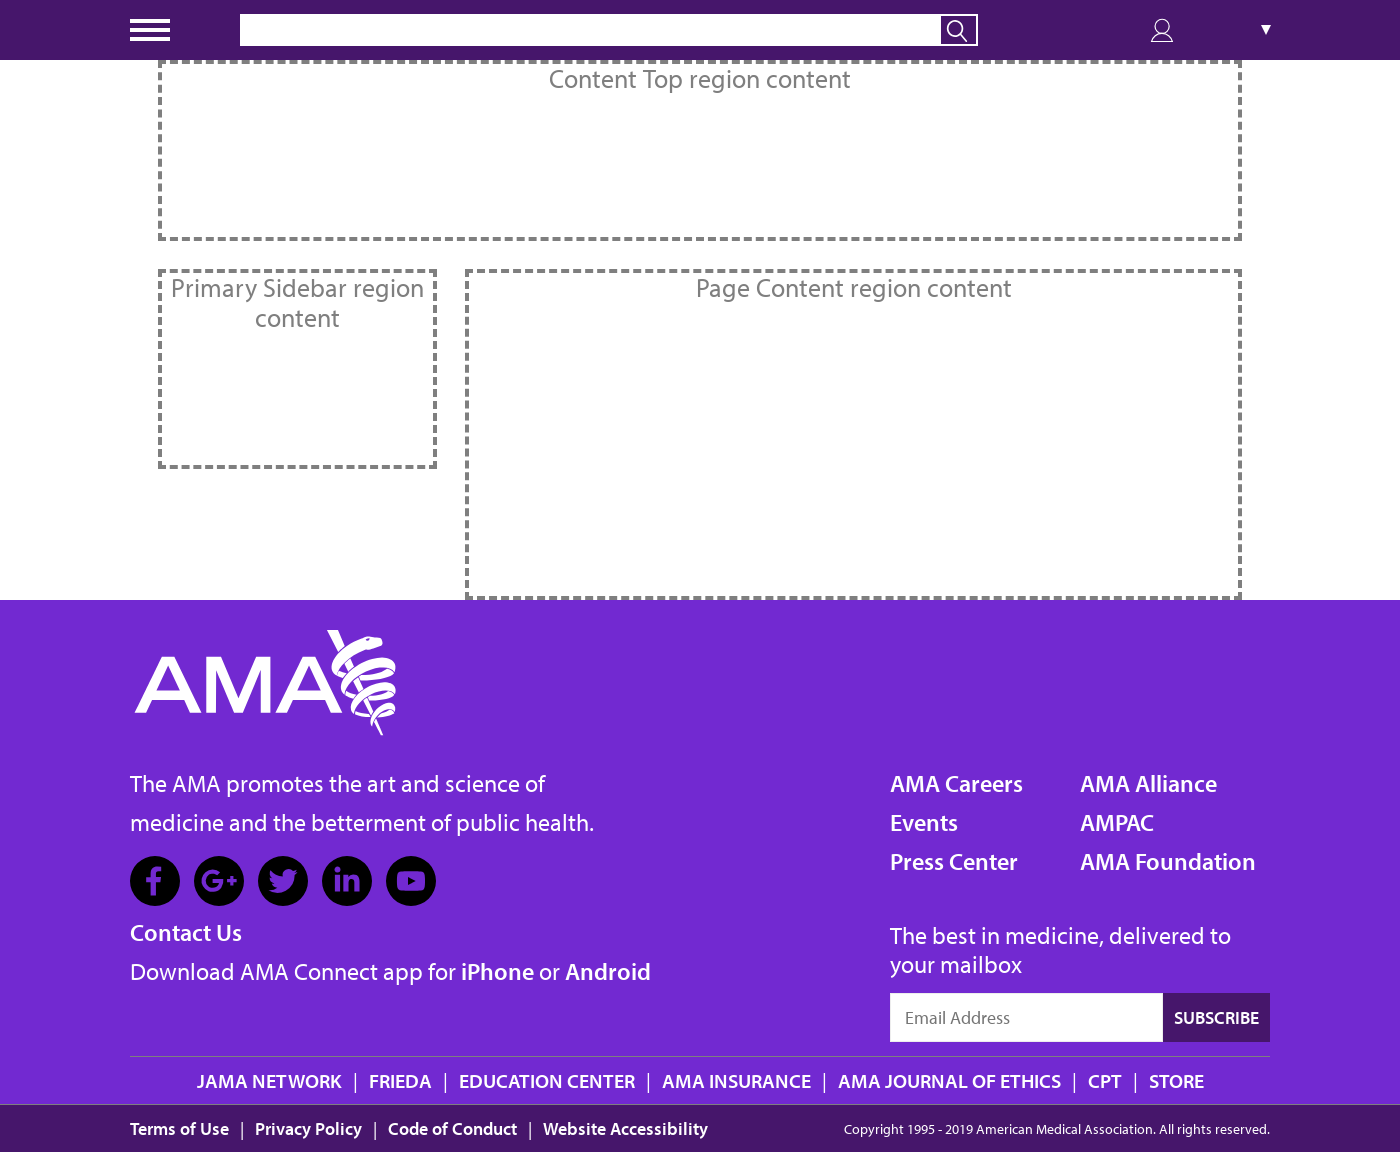 Content Top region content
Primary Sidebar region
content
Page Content region content
AMA
The AMA promotes the art and science of
medicine and the betterment of public health.
Contact Us
Download AMA Connect app for iPhone or Android
AMA Careers
AMA Alliance
Events
AMPAC
Press Center
AMA Foundation
The best in medicine, delivered to
your mailbox
Email Address
SUBSCRIBE
JAMA NETWORK | FRIEDA | EDUCATION CENTER | AMA INSURANCE | AMA JOURNAL OF ETHICS | CPT | STORE
Terms of Use | Privacy Policy | Code of Conduct | Website Accessibility
Copyright 1995 - 2019 American Medical Association. All rights reserved.